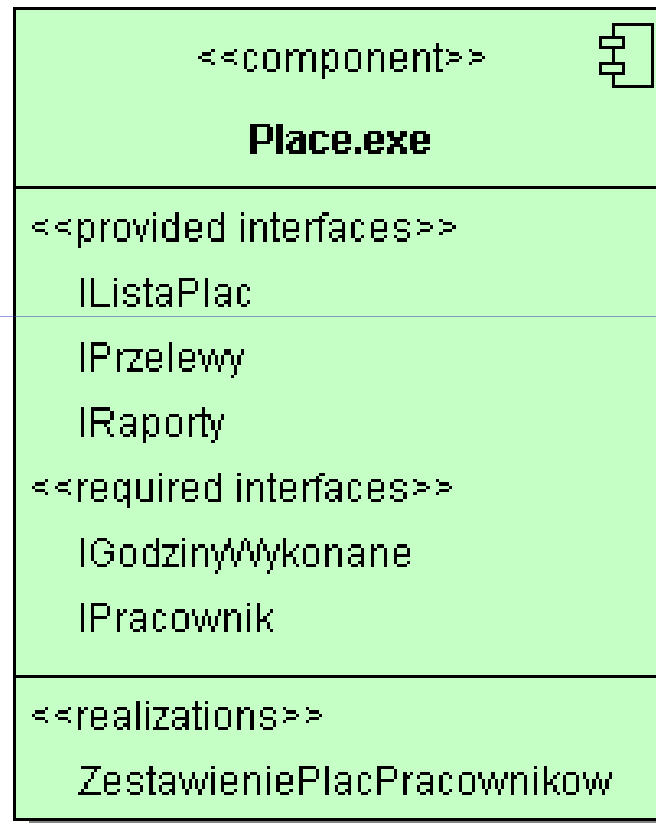 <<component>>
Place.exe
<<provided interfaces>>
IListaPlac
IPrzelewy
IRaporty
<<required interfaces>>
IGodzinyWykonane
IPracownik
<<realizations>>
ZestawieniePlacPracownikow